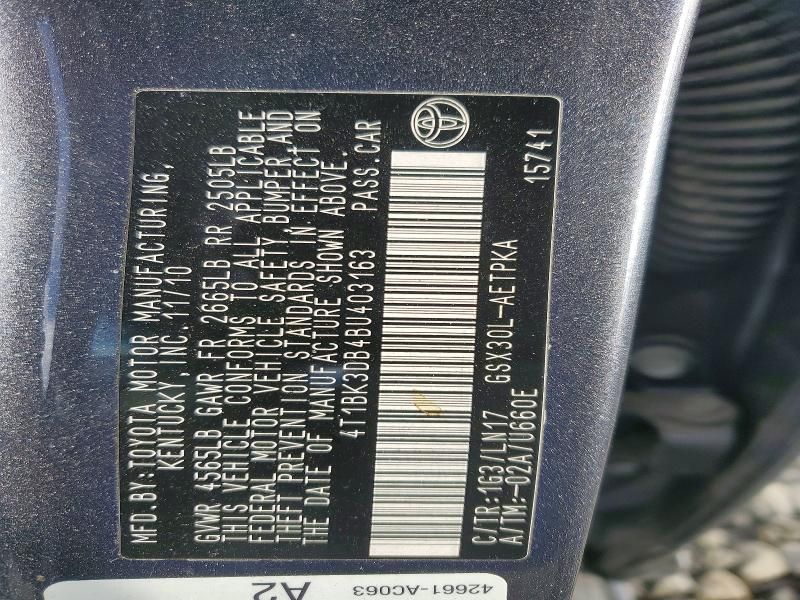 MFD.BY:TOYOTA MOTOR MANUFACTURING,
KENTUCKY, INC. 11/10
GVWR 4565LB GAWR FR 2665LB RR 2505LB
THIS VEHICLE CONFORMS TO ALL APPLICABLE
FEDERAL MOTOR VEHICLE SAFETY, BUMPER, AND
THEFT PREVENTION STANDARDS IN EFFECT ON
THE DATE OF MANUFACTURE SHOWN ABOVE.
4T1BK3DB4BU403163 PASS.CAR
C/TR:1G3/LN17 GSX30L-AETPKA
A/TM:-02A/U660E 15741
42661-AC063
A2